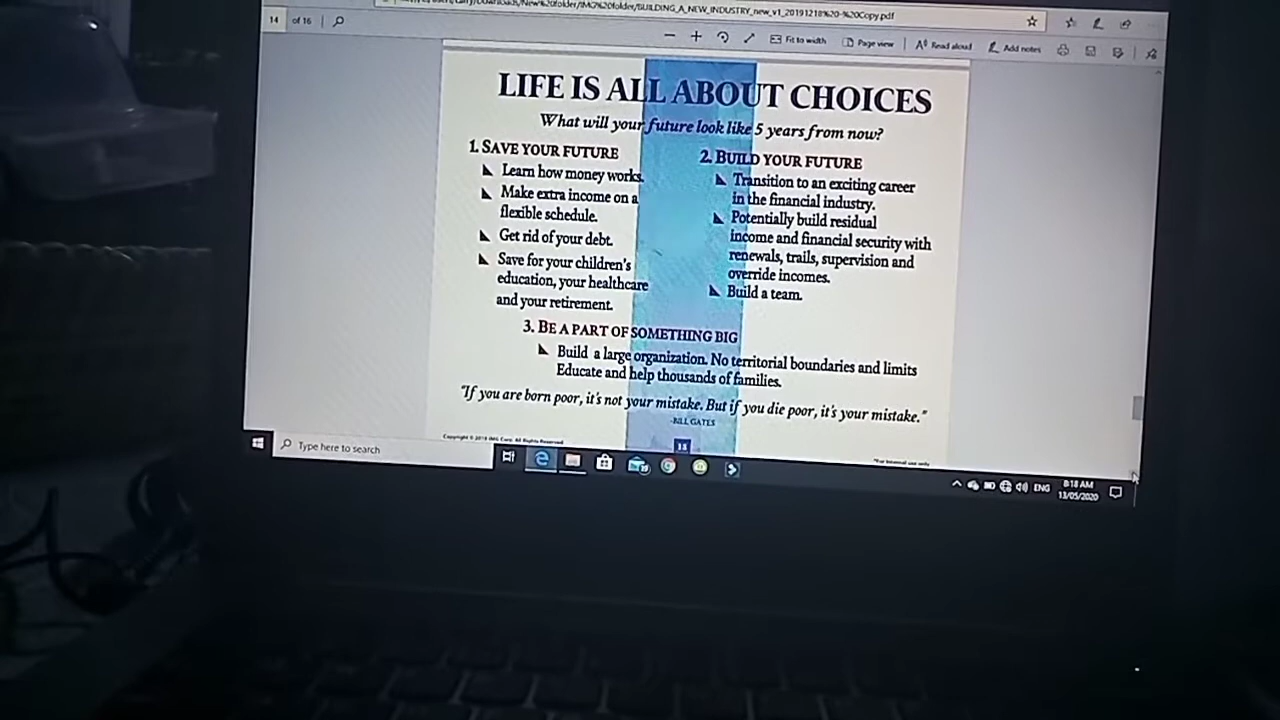 14 of 16
Fit to width
Page view
Read aloud
Add notes
LIFE IS ALL ABOUT CHOICES
What will your future look like 5 years from now?
1. SAVE YOUR FUTURE
Learn how money works.
Make extra income on a
flexible schedule.
Get rid of your debt.
Save for your children's
education, your healthcare
and your retirement.
2. BUILD YOUR FUTURE
Transition to an exciting career
in the financial industry.
Potentially build residual
income and financial security with
renewals, trails, supervision and
override incomes.
Build a team.
3. BE A PART OF SOMETHING BIG
Build a large organization. No territorial boundaries and limits
Educate and help thousands of families.
"If you are born poor, it's not your mistake. But if you die poor, it's your mistake."
-BILL GATES
All Rights Reserved
*For internal use only
Type here to search
ENG
8:18 AM
13/05/2020